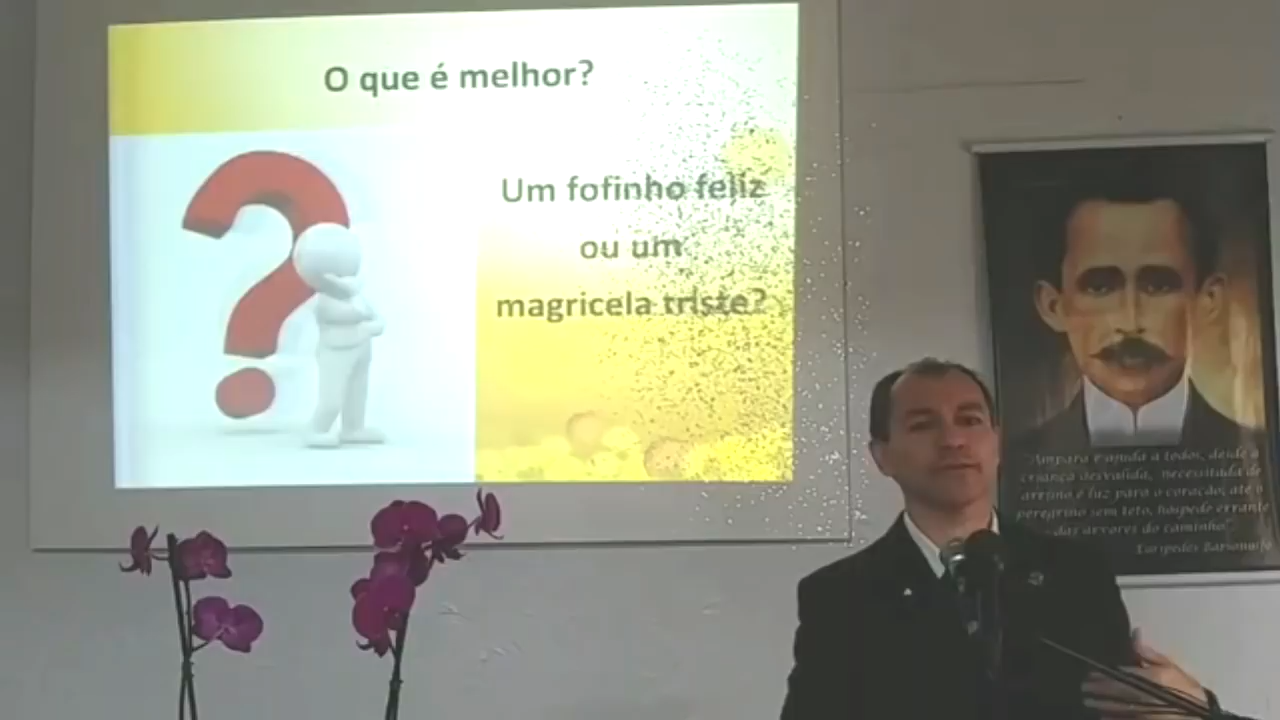 O que é melhor?
Um fofinho feliz
ou um
magricela triste?
"Ampara e ajuda a todos, desde a
criança desvalida, necessitada de
arrimo e luz para o coração, até o
peregrino sem teto, hóspede errante
das árvores do caminho".
Eurípedes Barsanulfo